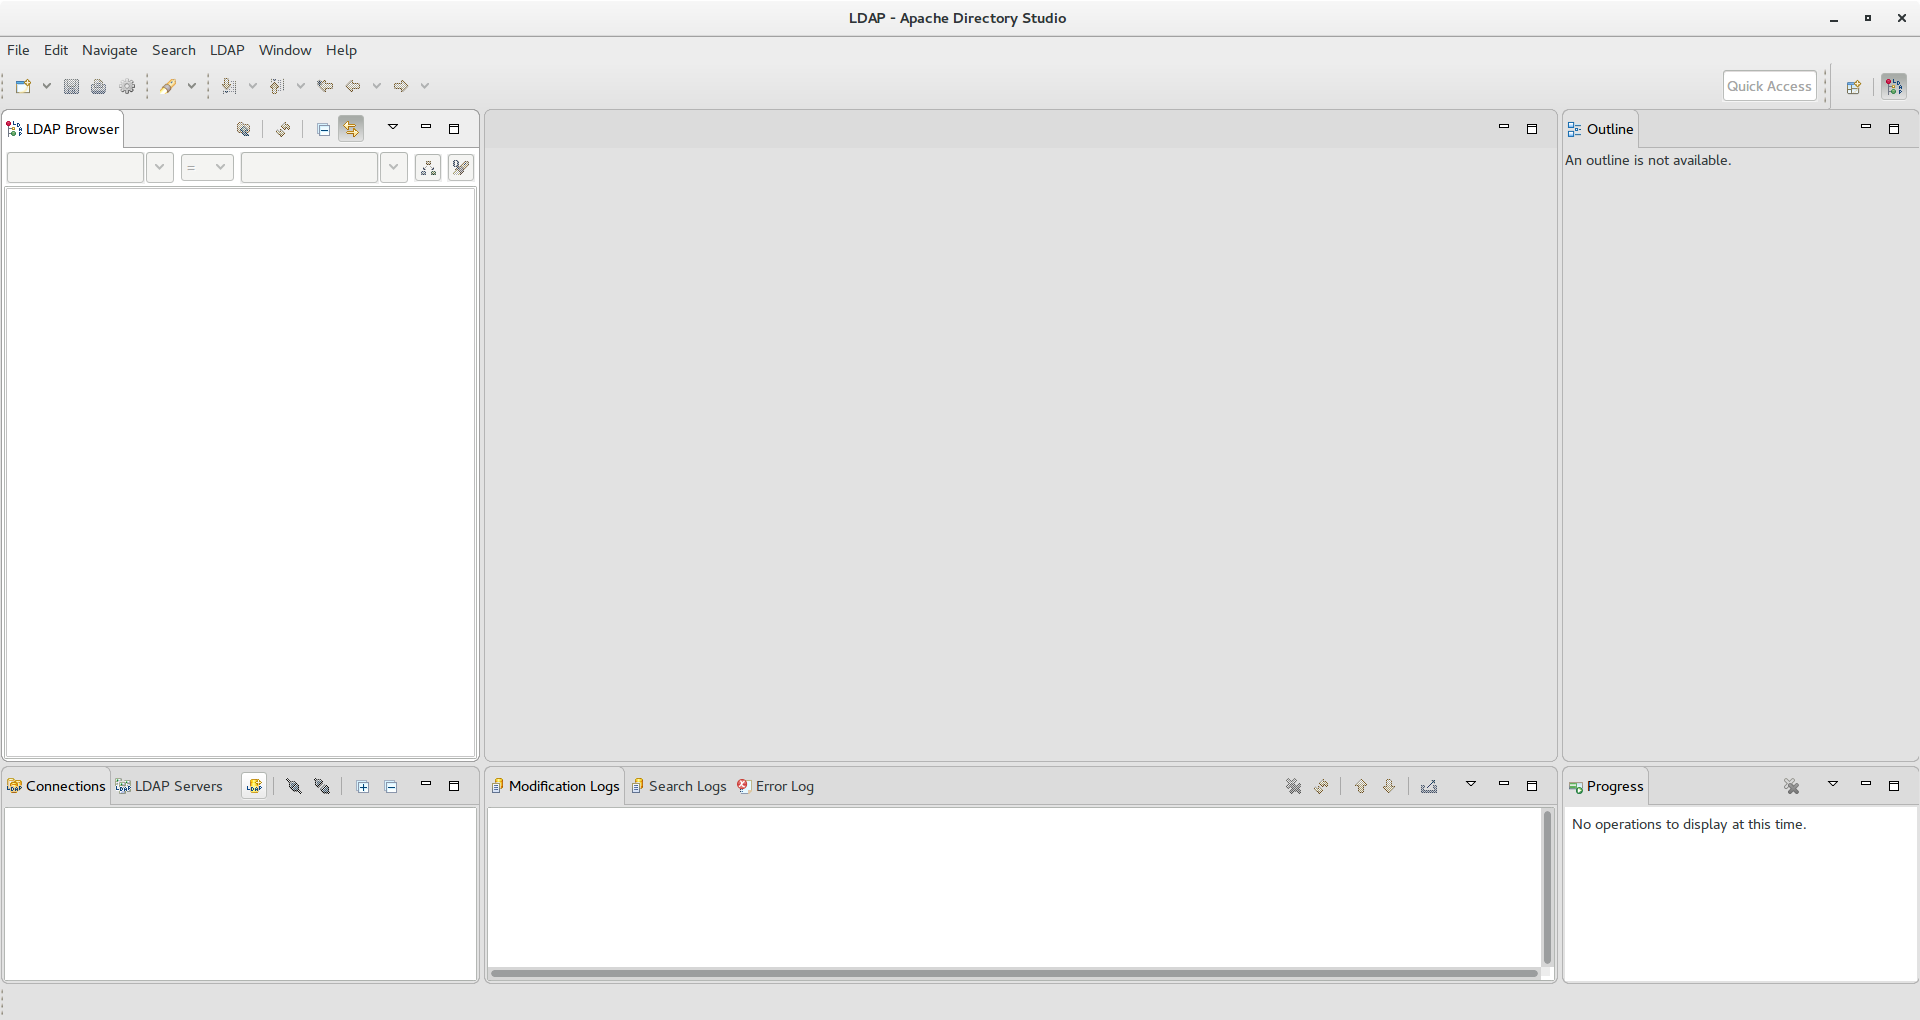 LDAP - Apache Directory Studio
File Edit Navigate Search LDAP Window Help
Quick Access
LDAP Browser
Outline
=
An outline is not available.
Connections LDAP Servers
Modification Logs Search Logs Error Log
Progress
No operations to display at this time.